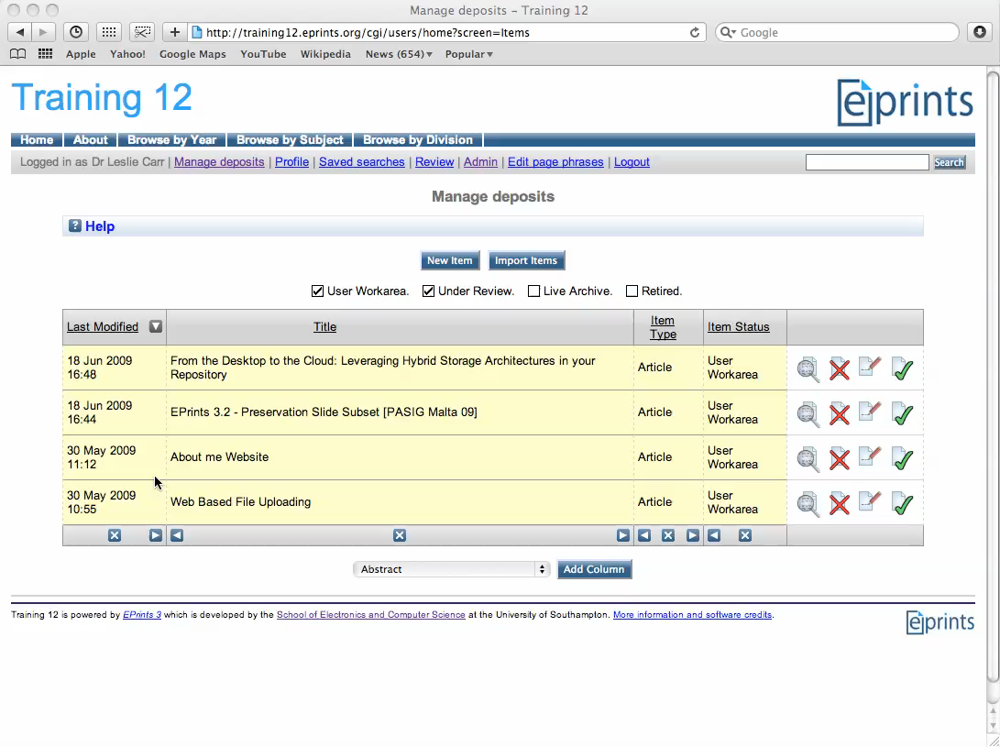 Manage deposits – Training 12
http://training12.eprints.org/cgi/users/home?screen=Items
Google
Apple Yahoo! Google Maps YouTube Wikipedia News (654) Popular
Training 12
eprints
Home About Browse by Year Browse by Subject Browse by Division
Logged in as Dr Leslie Carr | Manage deposits | Profile | Saved searches | Review | Admin | Edit page phrases | Logout
Search
Manage deposits
? Help
New Item Import Items
User Workarea. Under Review. Live Archive. Retired.
Last Modified Title Item Type Item Status
18 Jun 2009 16:48
From the Desktop to the Cloud: Leveraging Hybrid Storage Architectures in your
Repository
Article
User Workarea
18 Jun 2009 16:44
EPrints 3.2 - Preservation Slide Subset [PASIG Malta 09]
Article
User Workarea
30 May 2009 11:12
About me Website
Article
User Workarea
30 May 2009 10:55
Web Based File Uploading
Article
User Workarea
Abstract Add Column
Training 12 is powered by EPrints 3 which is developed by the School of Electronics and Computer Science at the University of Southampton. More information and software credits.
eprints